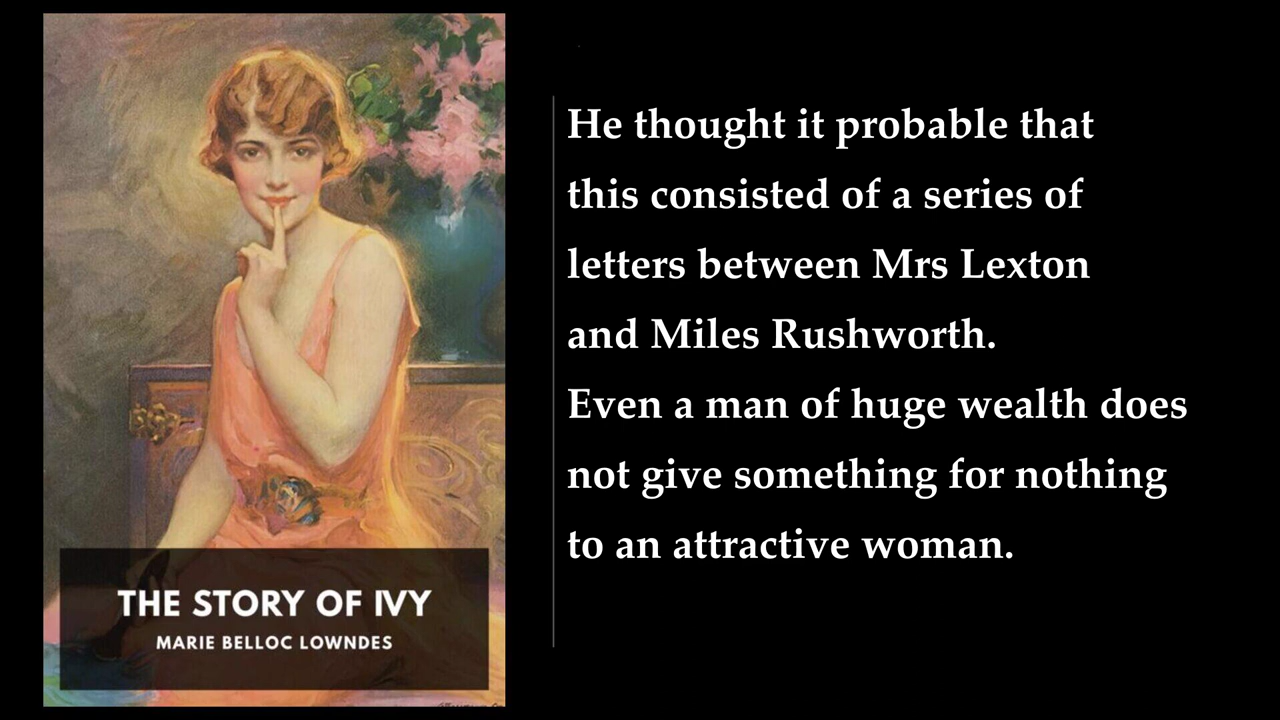 THE STORY OF IVY
MARIE BELLOC LOWNDES
He thought it probable that
this consisted of a series of
letters between Mrs Lexton
and Miles Rushworth.
Even a man of huge wealth does
not give something for nothing
to an attractive woman.